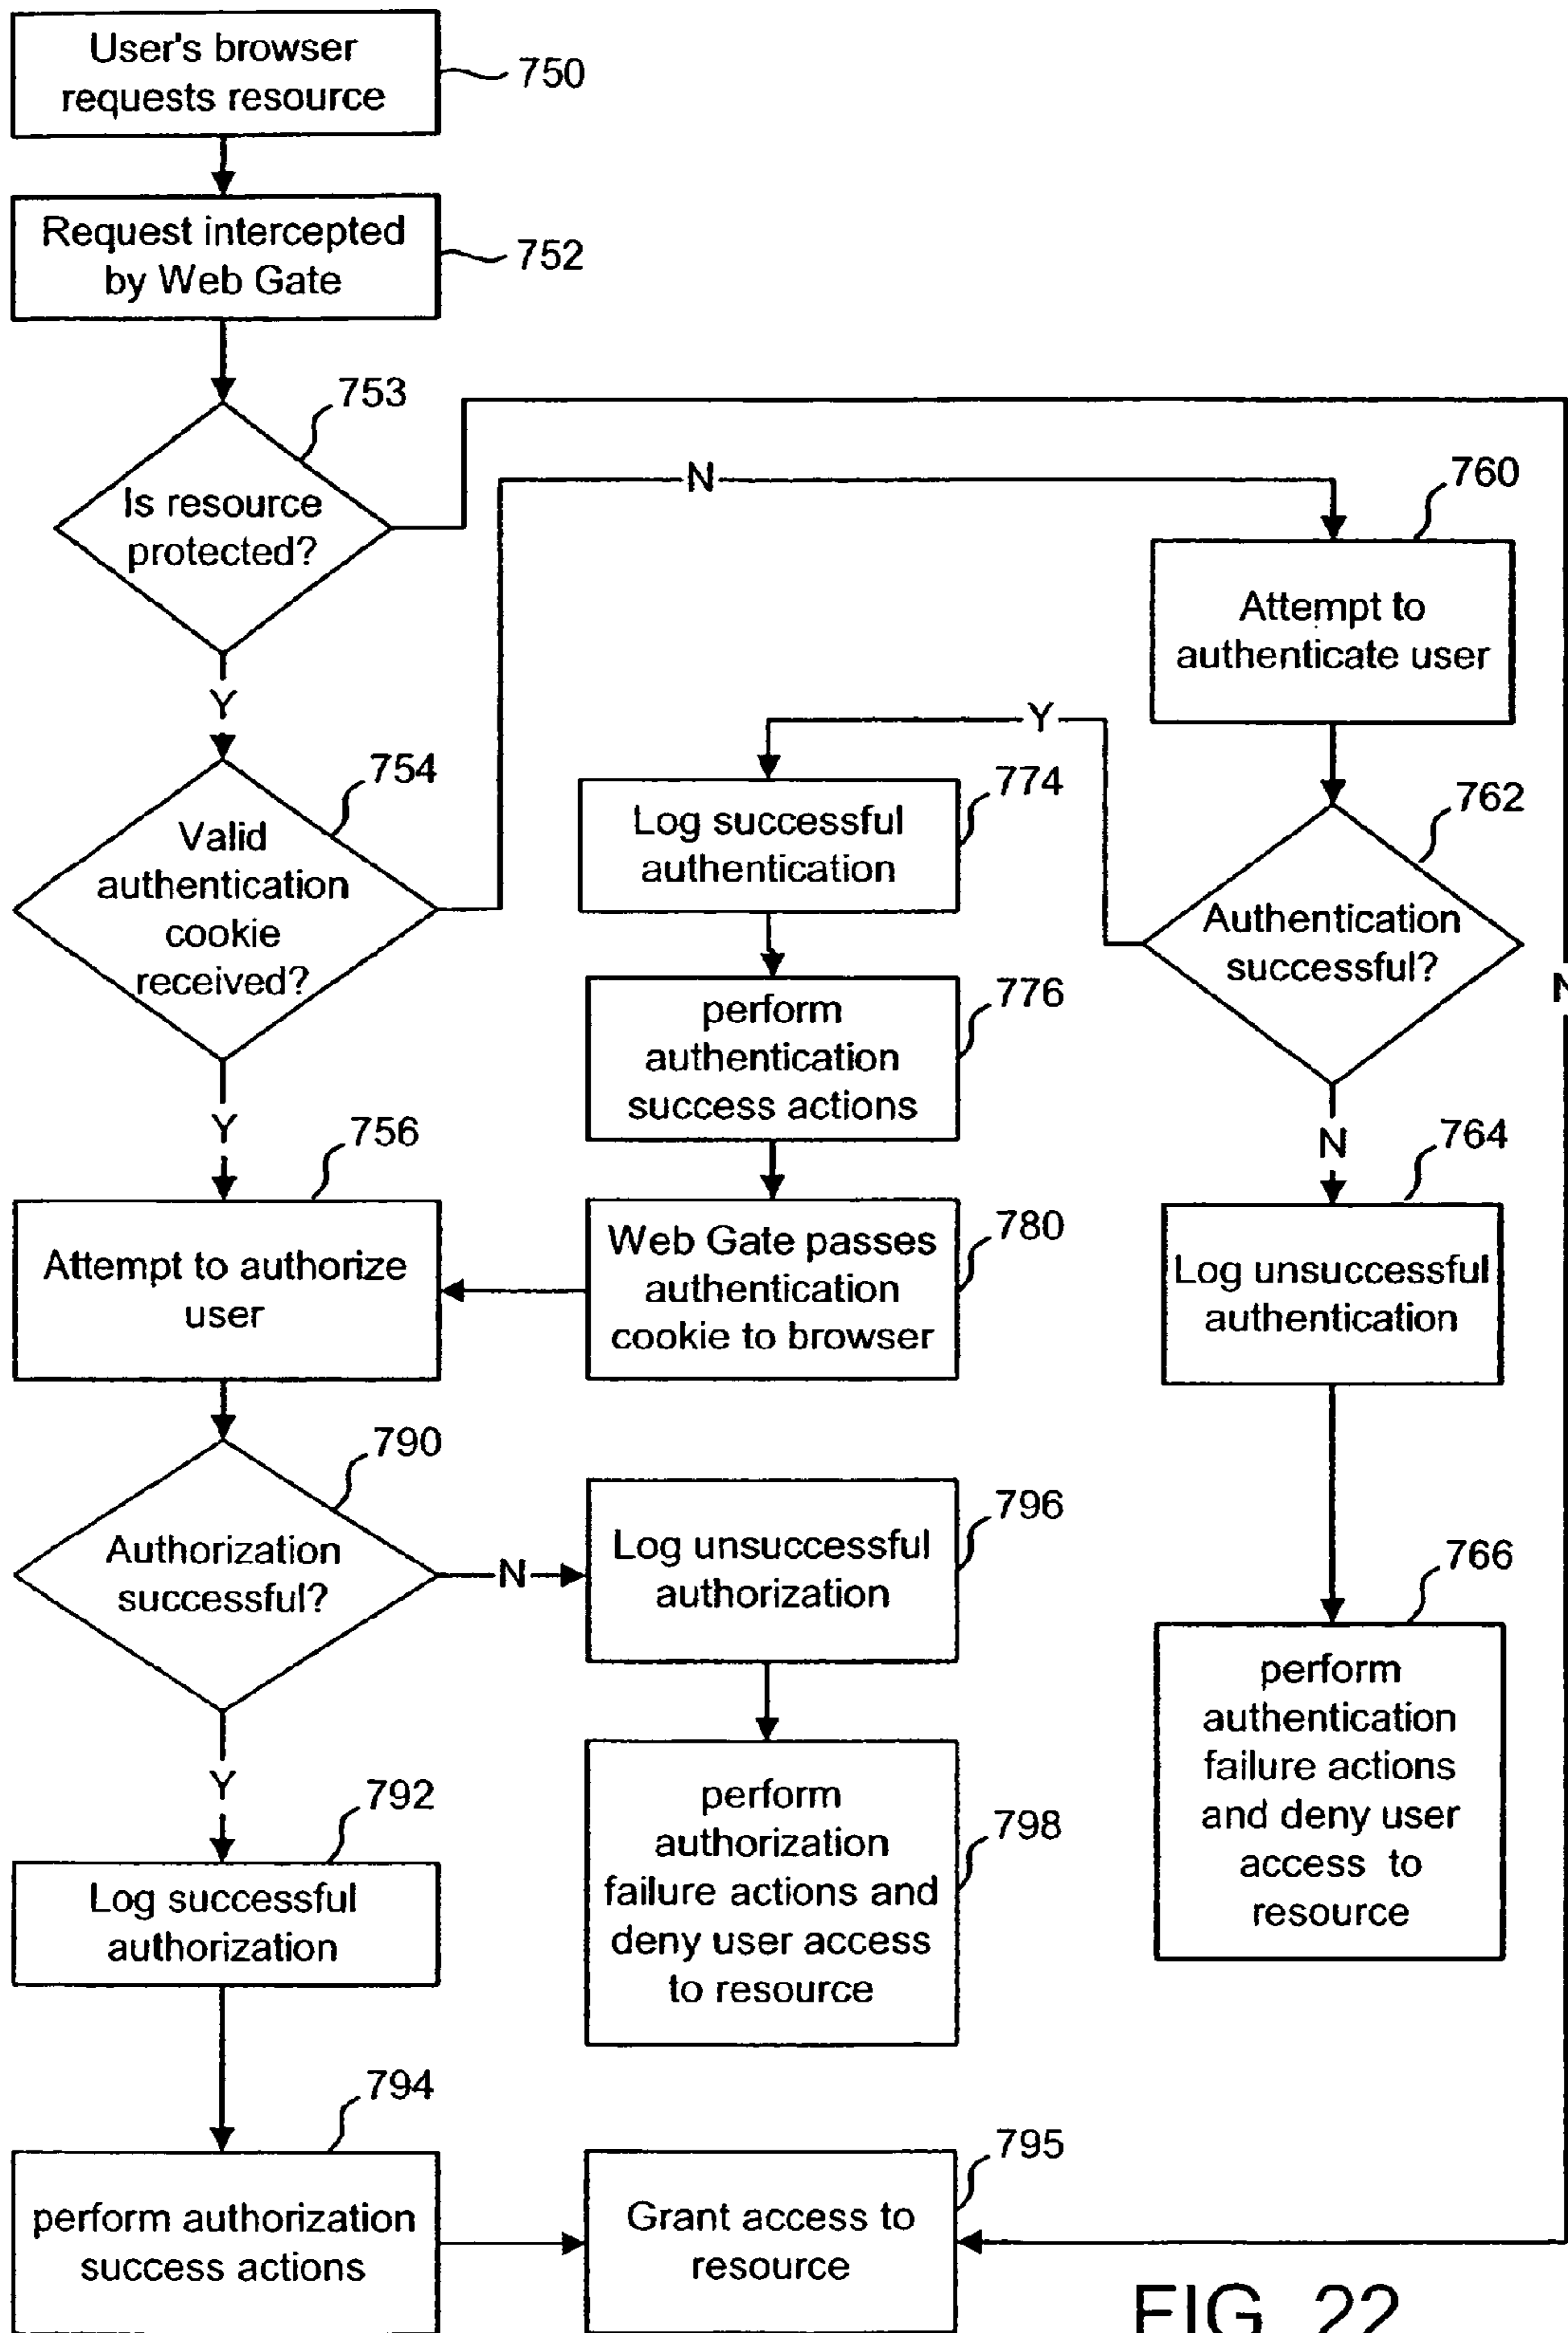 User's browser
requests resource
750
Request intercepted
by Web Gate
752
753
Is resource
protected?
N
760
Attempt to
authenticate user
Y
Y
754
Valid
authentication
cookie
received?
774
Log successful
authentication
762
Authentication
successful?
N
776
perform
authentication
success actions
Y
756
Attempt to authorize
user
780
Web Gate passes
authentication
cookie to browser
N
764
Log unsuccessful
authentication
790
Authorization
successful?
N
796
Log unsuccessful
authorization
766
perform
authentication
failure actions
and deny user
access to
resource
Y
792
Log successful
authorization
798
perform
authorization
failure actions and
deny user access
to resource
794
perform authorization
success actions
795
Grant access to
resource
FIG. 22